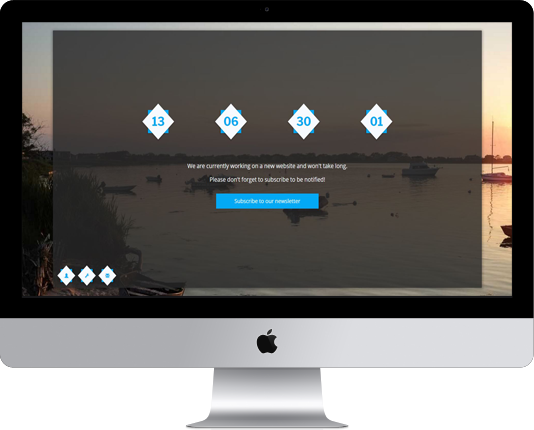 13 06 30 01
We are currently working on a new website and won't take long.
Please don't forget to subscribe to be notified!
Subscribe to our newsletter